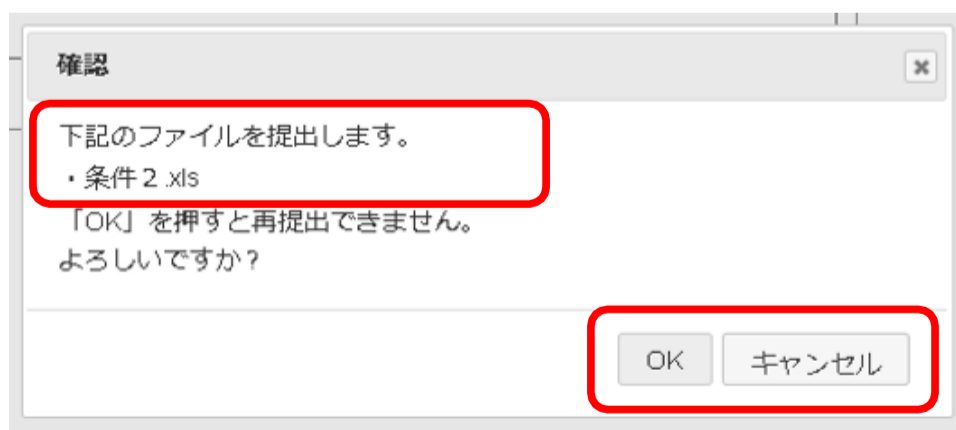 確認
下記のファイルを提出します。
・条件２.xls
「OK」を押すと再提出できません。
よろしいですか？
OK キャンセル